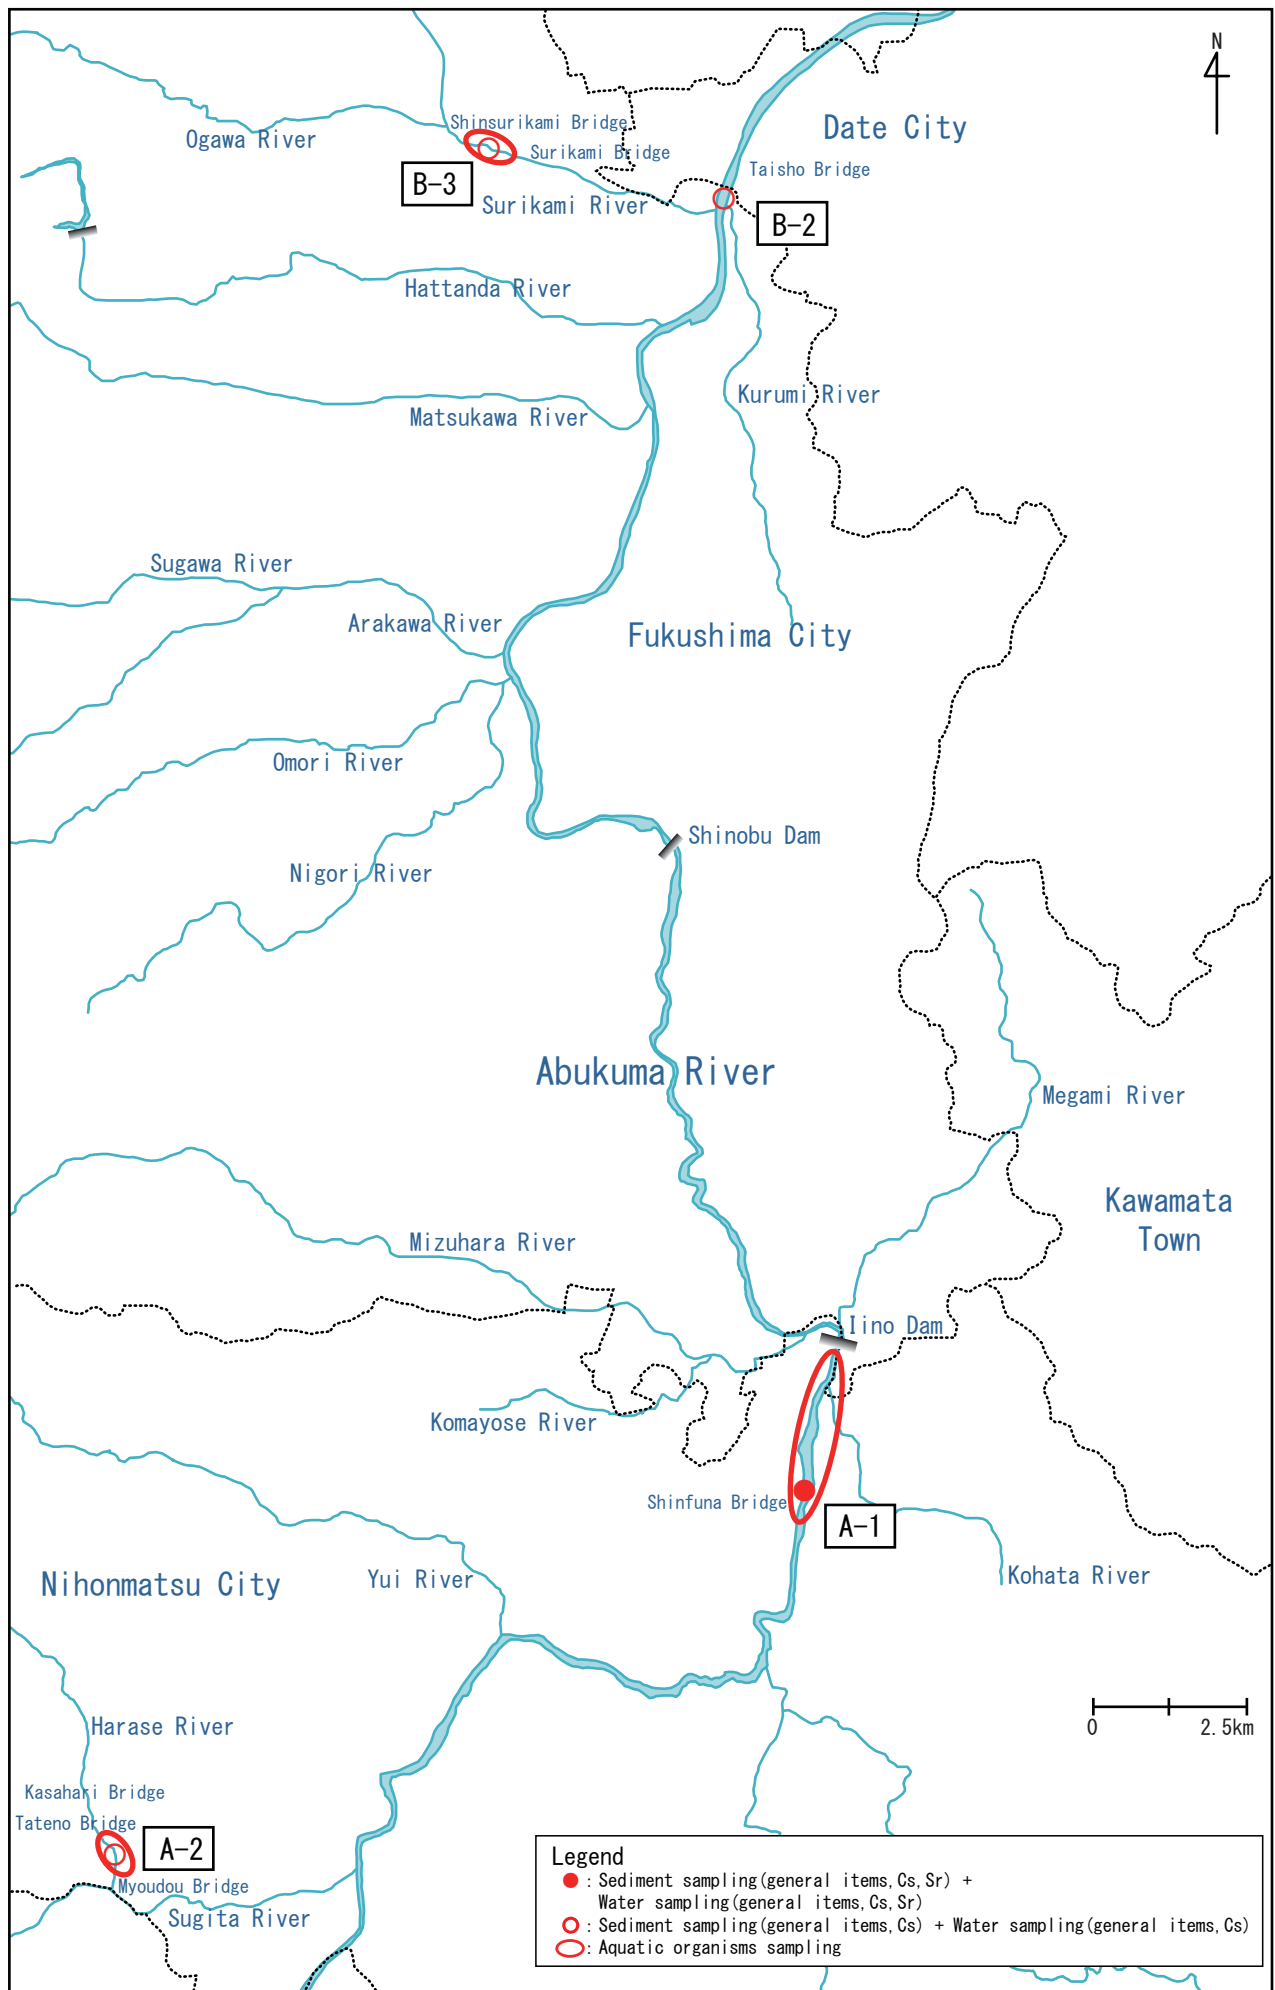 N
Date City
Shinsurikami Bridge
Ogawa River
Surikami Bridge
Taisho Bridge
B-3
Surikami River
B-2
Hattanda River
Kurumi River
Matsukawa River
Sugawa River
Arakawa River
Fukushima City
Omori River
Shinobu Dam
Nigori River
Abukuma River
Megami River
Kawamata
Town
Mizuhara River
Iino Dam
Komayose River
Shinfuna Bridge
A-1
Kohata River
Nihonmatsu City
Yui River
Harase River
0
2.5km
Kasahari Bridge
Tateno Bridge
A-2
Myoudou Bridge
Sugita River
Legend
: Sediment sampling(general items,Cs,Sr) +
Water sampling(general items,Cs,Sr)
: Sediment sampling(general items,Cs) + Water sampling(general items,Cs)
: Aquatic organisms sampling